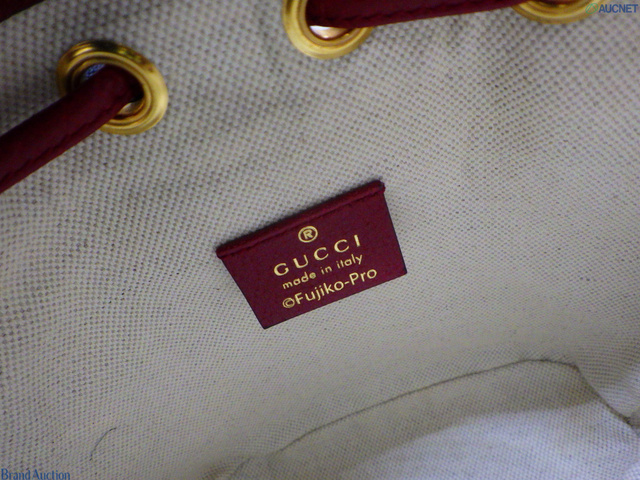 ©AUCNET
®
GUCCI
made in italy
©Fujiko-Pro
Brand Auction